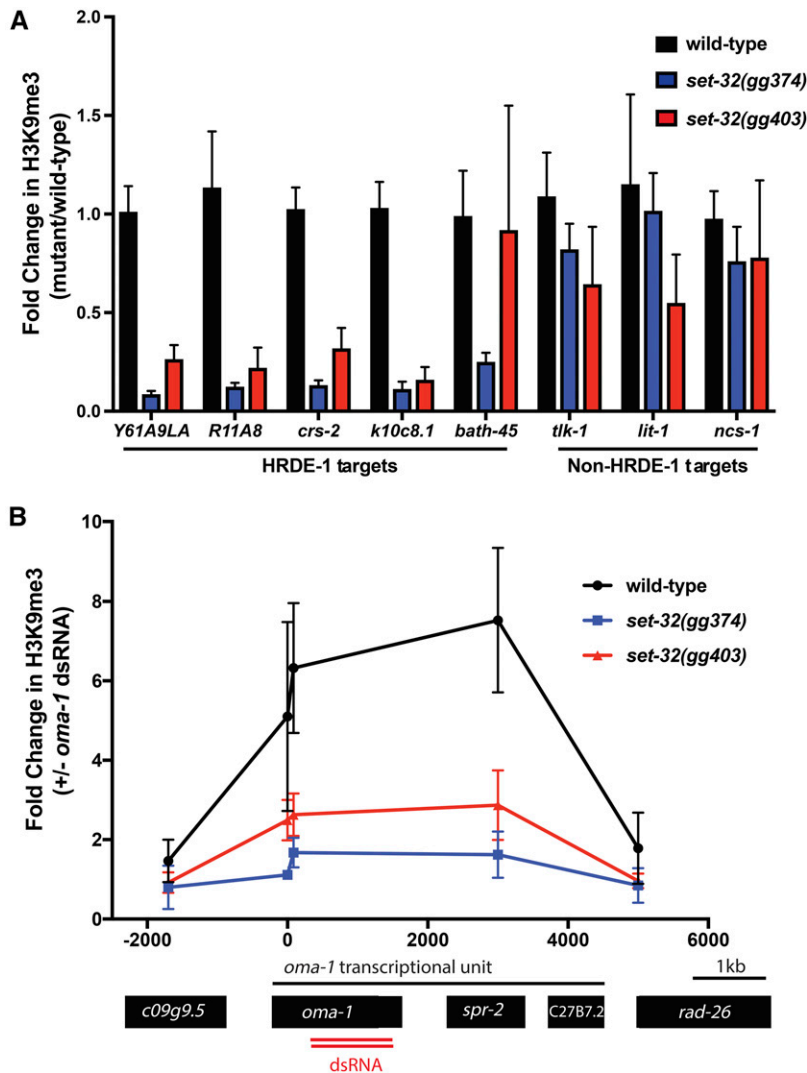 A
Fold Change in H3K9me3
(mutant/wild-type)
2.0
1.5
1.0
0.5
0.0
wild-type
set-32(gg374)
set-32(gg403)
Y61A9LA R11A8 crs-2 k10c8.1 bath-45 tlk-1 lit-1 ncs-1
HRDE-1 targets Non-HRDE-1 targets
B
Fold Change in H3K9me3
(+/- oma-1 dsRNA)
10
8
6
4
2
0
wild-type
set-32(gg374)
set-32(gg403)
-2000 0 2000 4000 6000
oma-1 transcriptional unit
1kb
c09g9.5 oma-1 spr-2 C27B7.2 rad-26
dsRNA